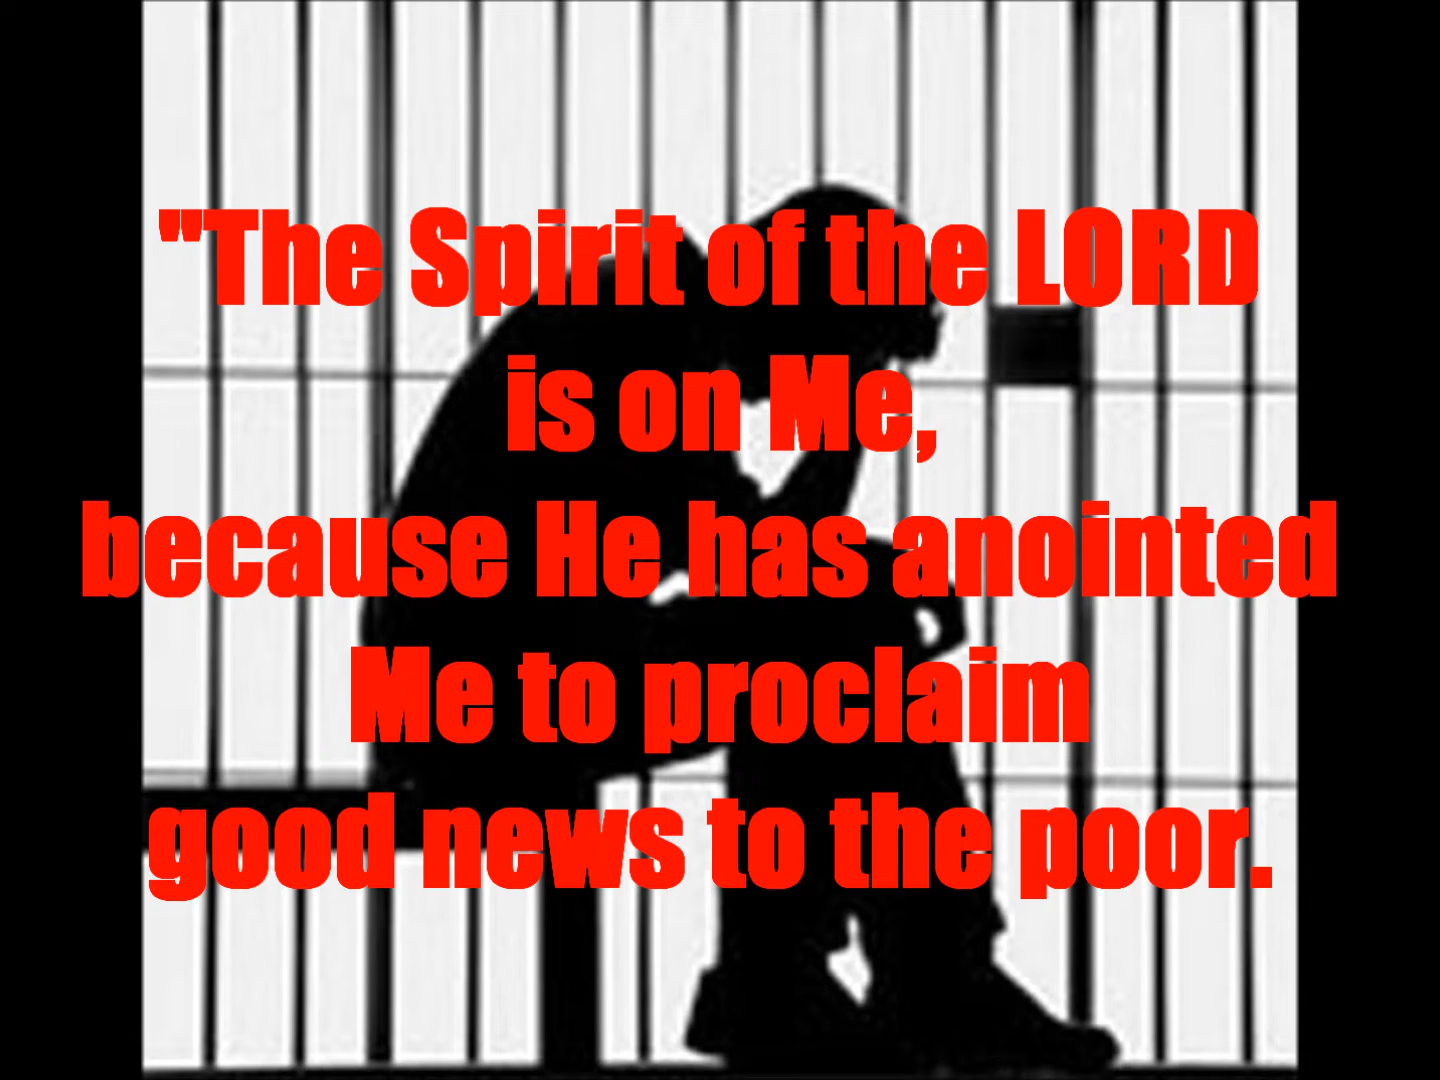 "The Spirit of the LORD
is on Me,
because He has anointed
Me to proclaim
good news to the poor.